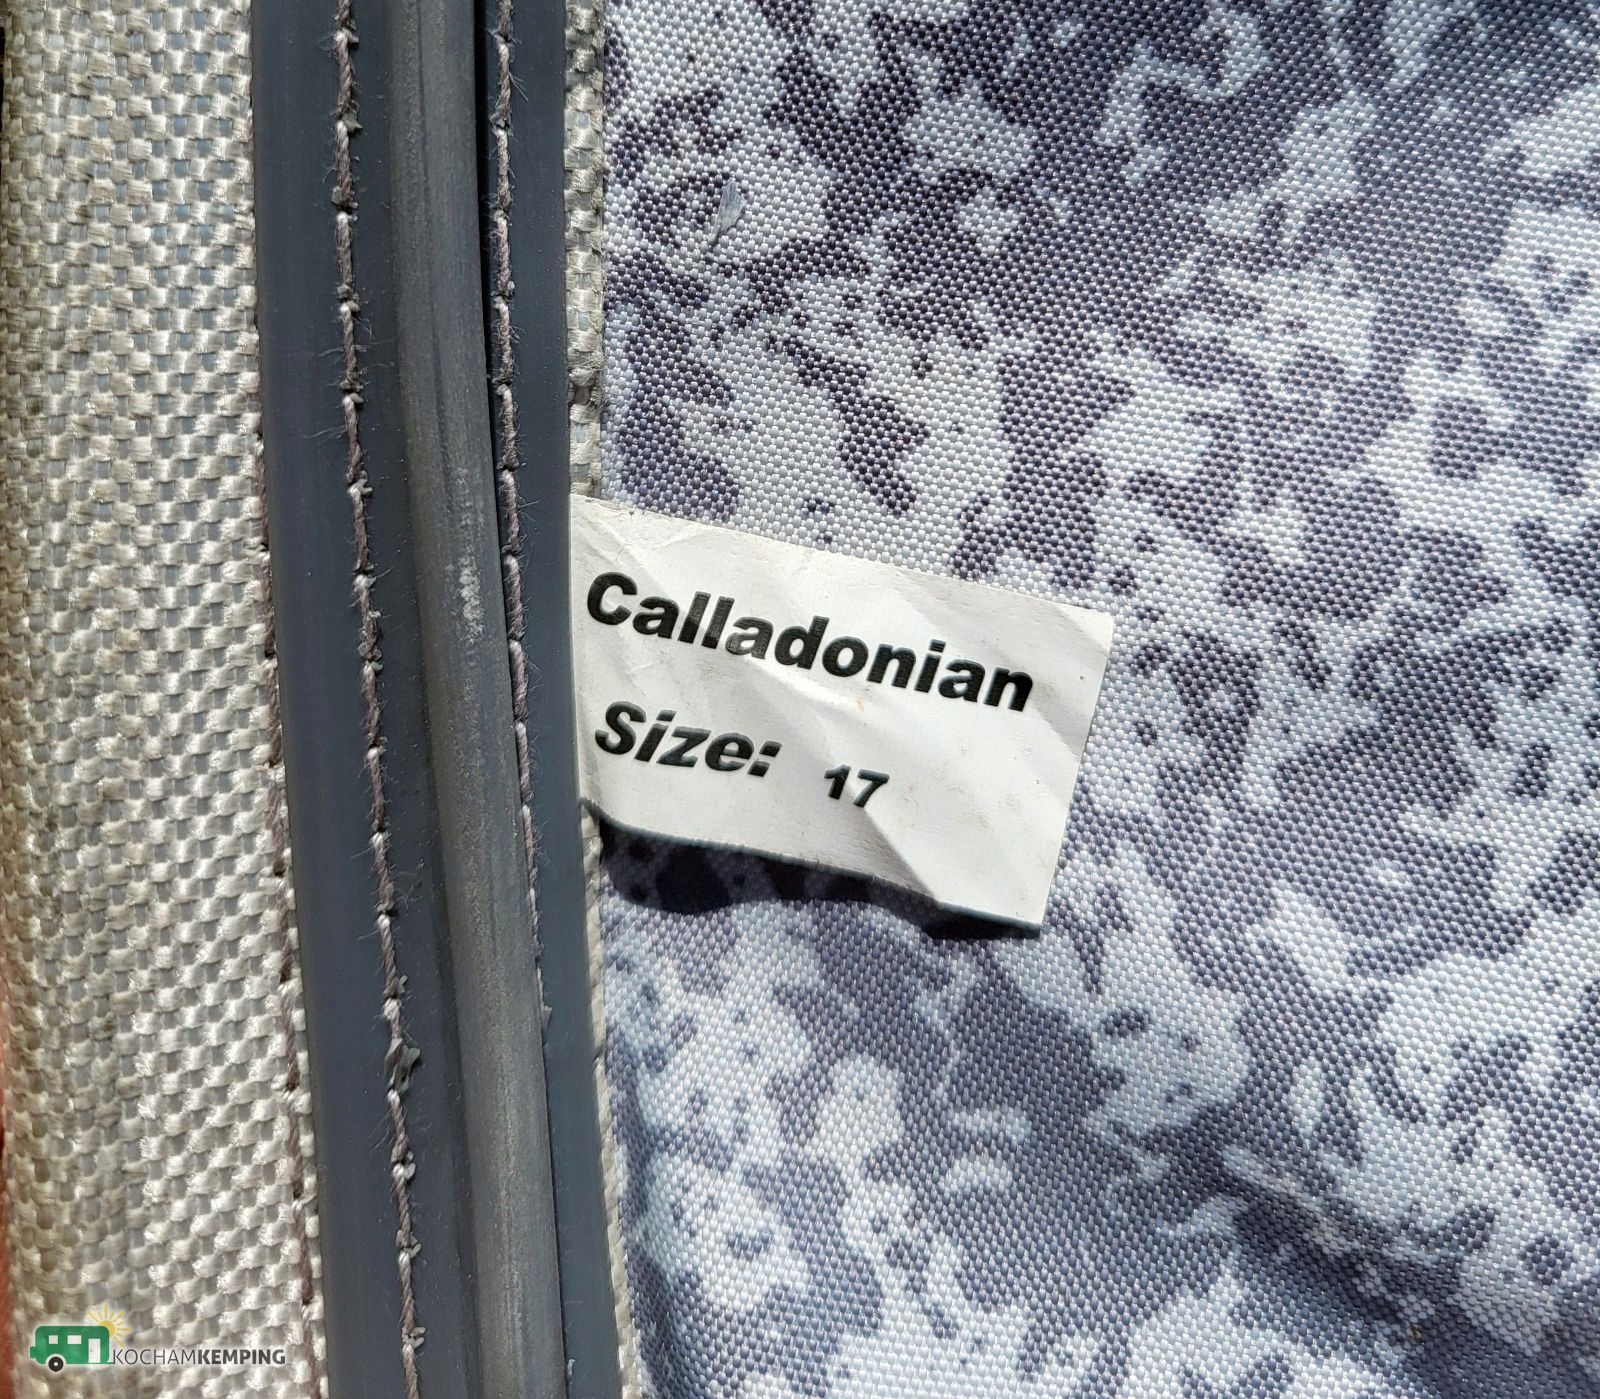 Calladonian
Size: 17
KOCHAMKEMPING